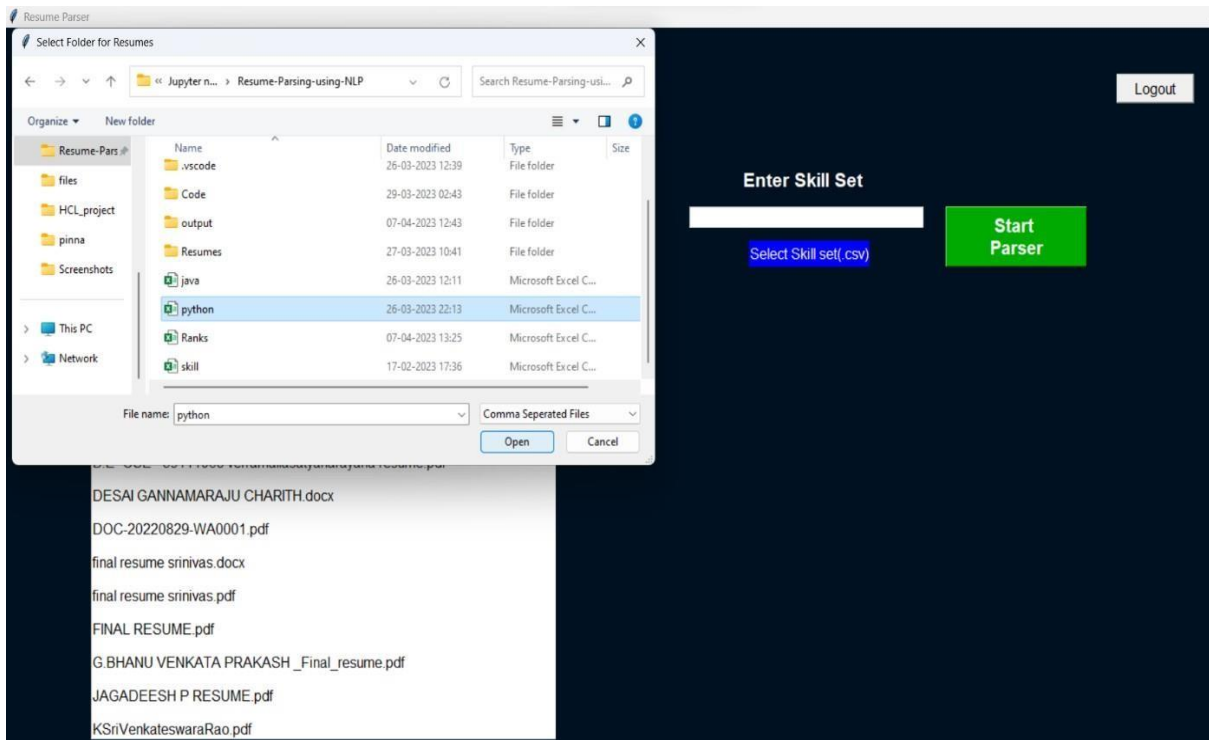 Resume Parser
Select Folder for Resumes
« Jupyter n... › Resume-Parsing-using-NLP
Search Resume-Parsing-usi...
Logout
Organize
New folder
Name Date modified Type Size
Resume-Pars
files
HCL_project
pinna
Screenshots
This PC
Network
.vscode 26-03-2023 12:39 File folder
Code 29-03-2023 02:43 File folder
output 07-04-2023 12:43 File folder
Resumes 27-03-2023 10:41 File folder
java 26-03-2023 12:11 Microsoft Excel C...
python 26-03-2023 22:13 Microsoft Excel C...
Ranks 07-04-2023 13:25 Microsoft Excel C...
skill 17-02-2023 17:36 Microsoft Excel C...
File name: python Comma Seperated Files
Open Cancel
Enter Skill Set
Select Skill set(.csv)
Start
Parser
resume.pdf
DESAI GANNAMARAJU CHARITH.docx
DOC-20220829-WA0001.pdf
final resume srinivas.docx
final resume srinivas.pdf
FINAL RESUME.pdf
G.BHANU VENKATA PRAKASH _Final_resume.pdf
JAGADEESH P RESUME.pdf
KSriVenkateswaraRao.pdf